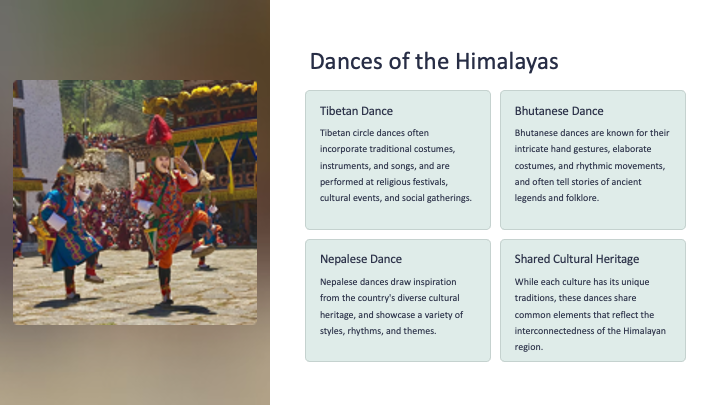 Dances of the Himalayas
Tibetan Dance
Tibetan circle dances often
incorporate traditional costumes,
instruments, and songs, and are
performed at religious festivals,
cultural events, and social gatherings.
Bhutanese Dance
Bhutanese dances are known for their
intricate hand gestures, elaborate
costumes, and rhythmic movements,
and often tell stories of ancient
legends and folklore.
Nepalese Dance
Nepalese dances draw inspiration
from the country's diverse cultural
heritage, and showcase a variety of
styles, rhythms, and themes.
Shared Cultural Heritage
While each culture has its unique
traditions, these dances share
common elements that reflect the
interconnectedness of the Himalayan
region.